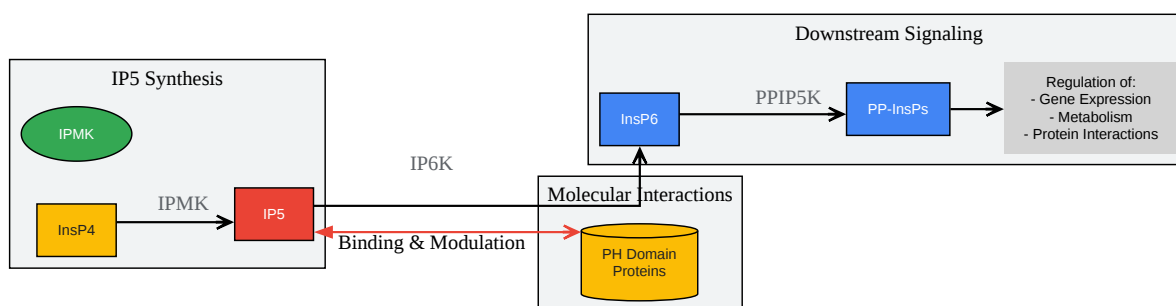 Downstream Signaling
IP5 Synthesis
IPMK
InsP4
IPMK
IP5
IP6K
Molecular Interactions
Binding & Modulation
PH Domain
Proteins
InsP6
PPIP5K
PP-InsPs
Regulation of:
- Gene Expression
- Metabolism
- Protein Interactions